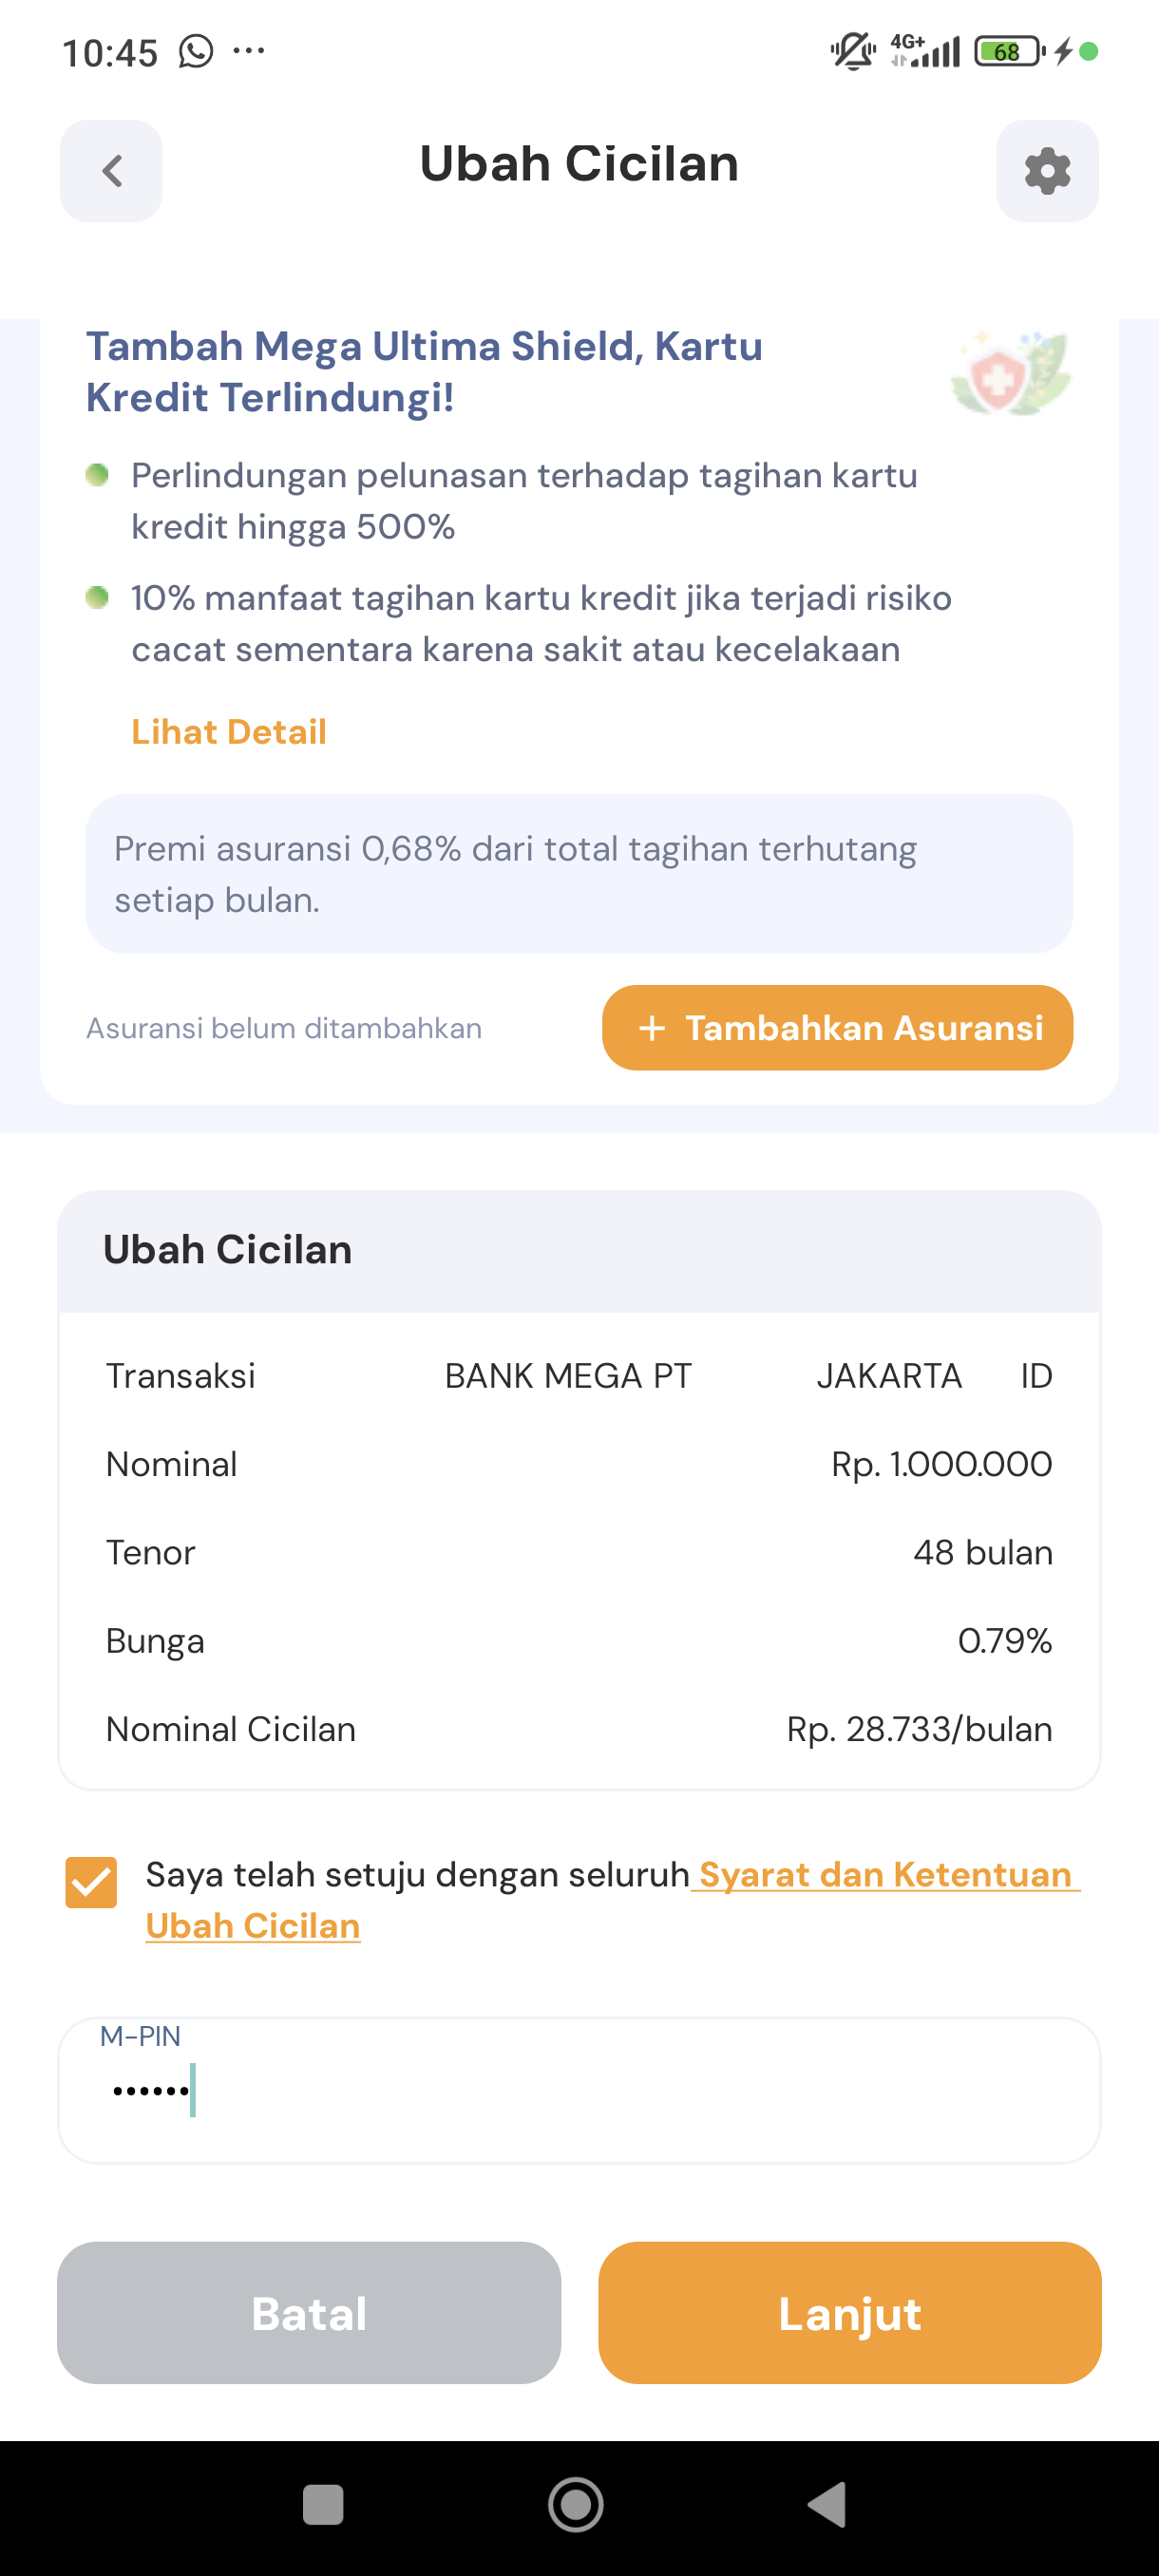 10:45
4G+
68
Ubah Cicilan
Tambah Mega Ultima Shield, Kartu
Kredit Terlindungi!
Perlindungan pelunasan terhadap tagihan kartu
kredit hingga 500%
10% manfaat tagihan kartu kredit jika terjadi risiko
cacat sementara karena sakit atau kecelakaan
Lihat Detail
Premi asuransi 0,68% dari total tagihan terhutang
setiap bulan.
Asuransi belum ditambahkan
+ Tambahkan Asuransi
Ubah Cicilan
Transaksi BANK MEGA PT JAKARTA ID
Nominal Rp. 1.000.000
Tenor 48 bulan
Bunga 0.79%
Nominal Cicilan Rp. 28.733/bulan
Saya telah setuju dengan seluruh Syarat dan Ketentuan
Ubah Cicilan
M-PIN
••••••
Batal Lanjut